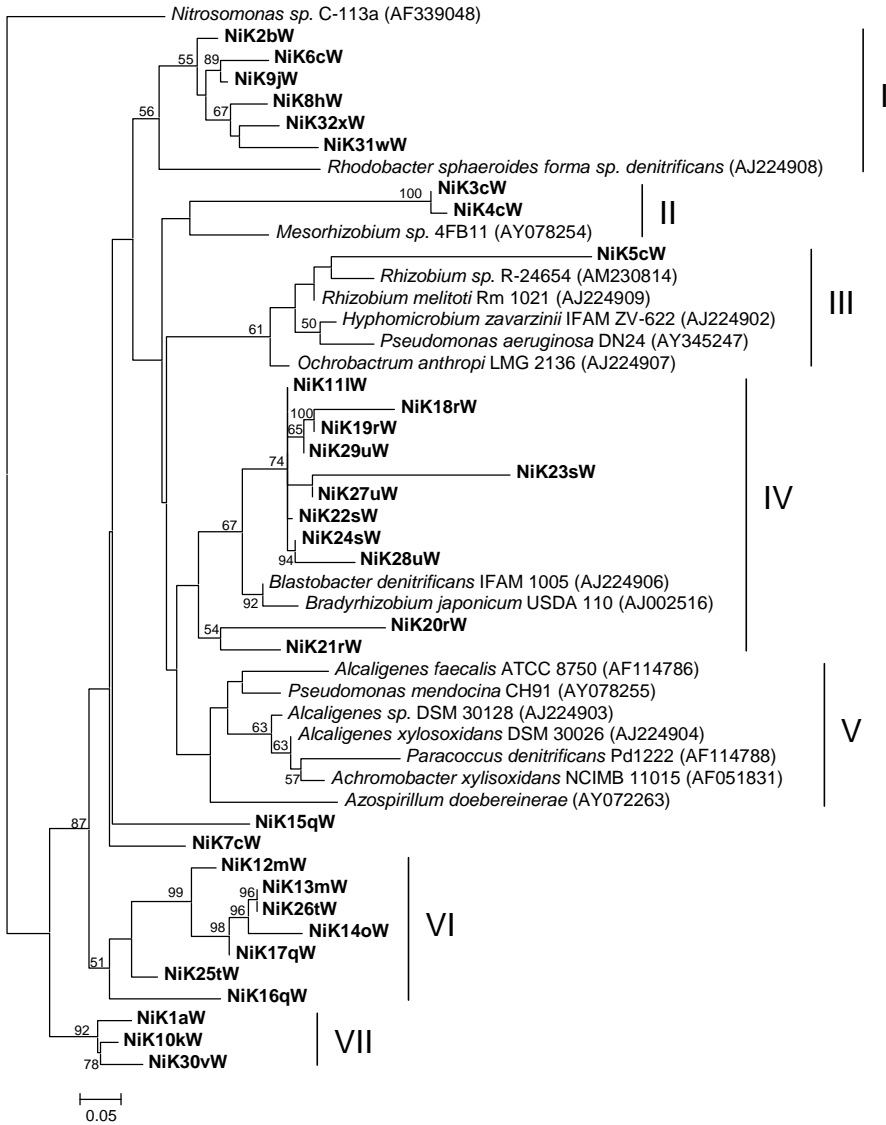 Nitrosomonas sp. C-113a (AF339048)
NiK2bW
55
89
NiK6cW
NiK9jW
NiK8hW
67
56
NiK32xW
NiK31wW
I
Rhodobacter sphaeroides forma sp. denitrificans (AJ224908)
NiK3cW
100
NiK4cW
II
Mesorhizobium sp. 4FB11 (AY078254)
NiK5cW
Rhizobium sp. R-24654 (AM230814)
Rhizobium melitoti Rm 1021 (AJ224909)
III
Hyphomicrobium zavarzinii IFAM ZV-622 (AJ224902)
50
61
Pseudomonas aeruginosa DN24 (AY345247)
Ochrobactrum anthropi LMG 2136 (AJ224907)
NiK11lW
NiK18rW
100
NiK19rW
65
NiK29uW
74
NiK23sW
NiK27uW
IV
NiK22sW
67
NiK24sW
94
NiK28uW
Blastobacter denitrificans IFAM 1005 (AJ224906)
92
Bradyrhizobium japonicum USDA 110 (AJ002516)
NiK20rW
54
NiK21rW
Alcaligenes faecalis ATCC 8750 (AF114786)
Pseudomonas mendocina CH91 (AY078255)
Alcaligenes sp. DSM 30128 (AJ224903)
63
V
Alcaligenes xylosoxidans DSM 30026 (AJ224904)
63
Paracoccus denitrificans Pd1222 (AF114788)
57
Achromobacter xylisoxidans NCIMB 11015 (AF051831)
Azospirillum doebereinerae (AY072263)
87
NiK15qW
NiK7cW
NiK12mW
99
96
NiK13mW
96
NiK26tW
98
NiK14oW
VI
NiK17qW
51
NiK25tW
NiK16qW
NiK1aW
92
NiK10kW
VII
78
NiK30vW
0.05